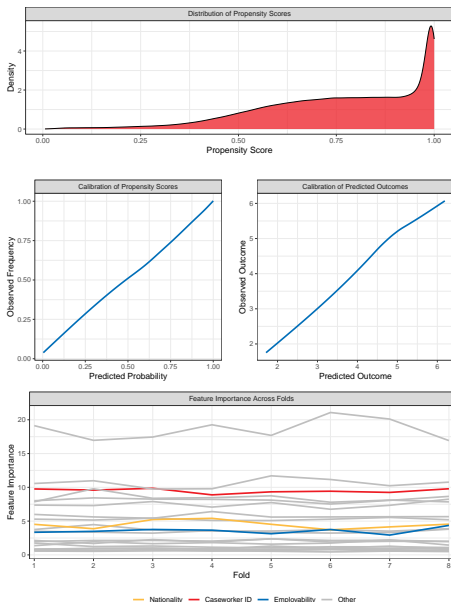 Distribution of Propensity Scores
Density
4
2
0
0.00 0.25 0.50 0.75 1.00
Propensity Score
Calibration of Propensity Scores
Observed Frequency
1.00
0.75
0.50
0.25
0.00
0.00 0.25 0.50 0.75 1.00
Predicted Probability
Calibration of Predicted Outcomes
Observed Outcome
6
5
4
3
2
2 3 4 5 6
Predicted Outcome
Feature Importance Across Folds
Feature Importance
20
15
10
5
0
1 2 3 4 5 6 7 8
Fold
Nationality Caseworker ID Employability Other